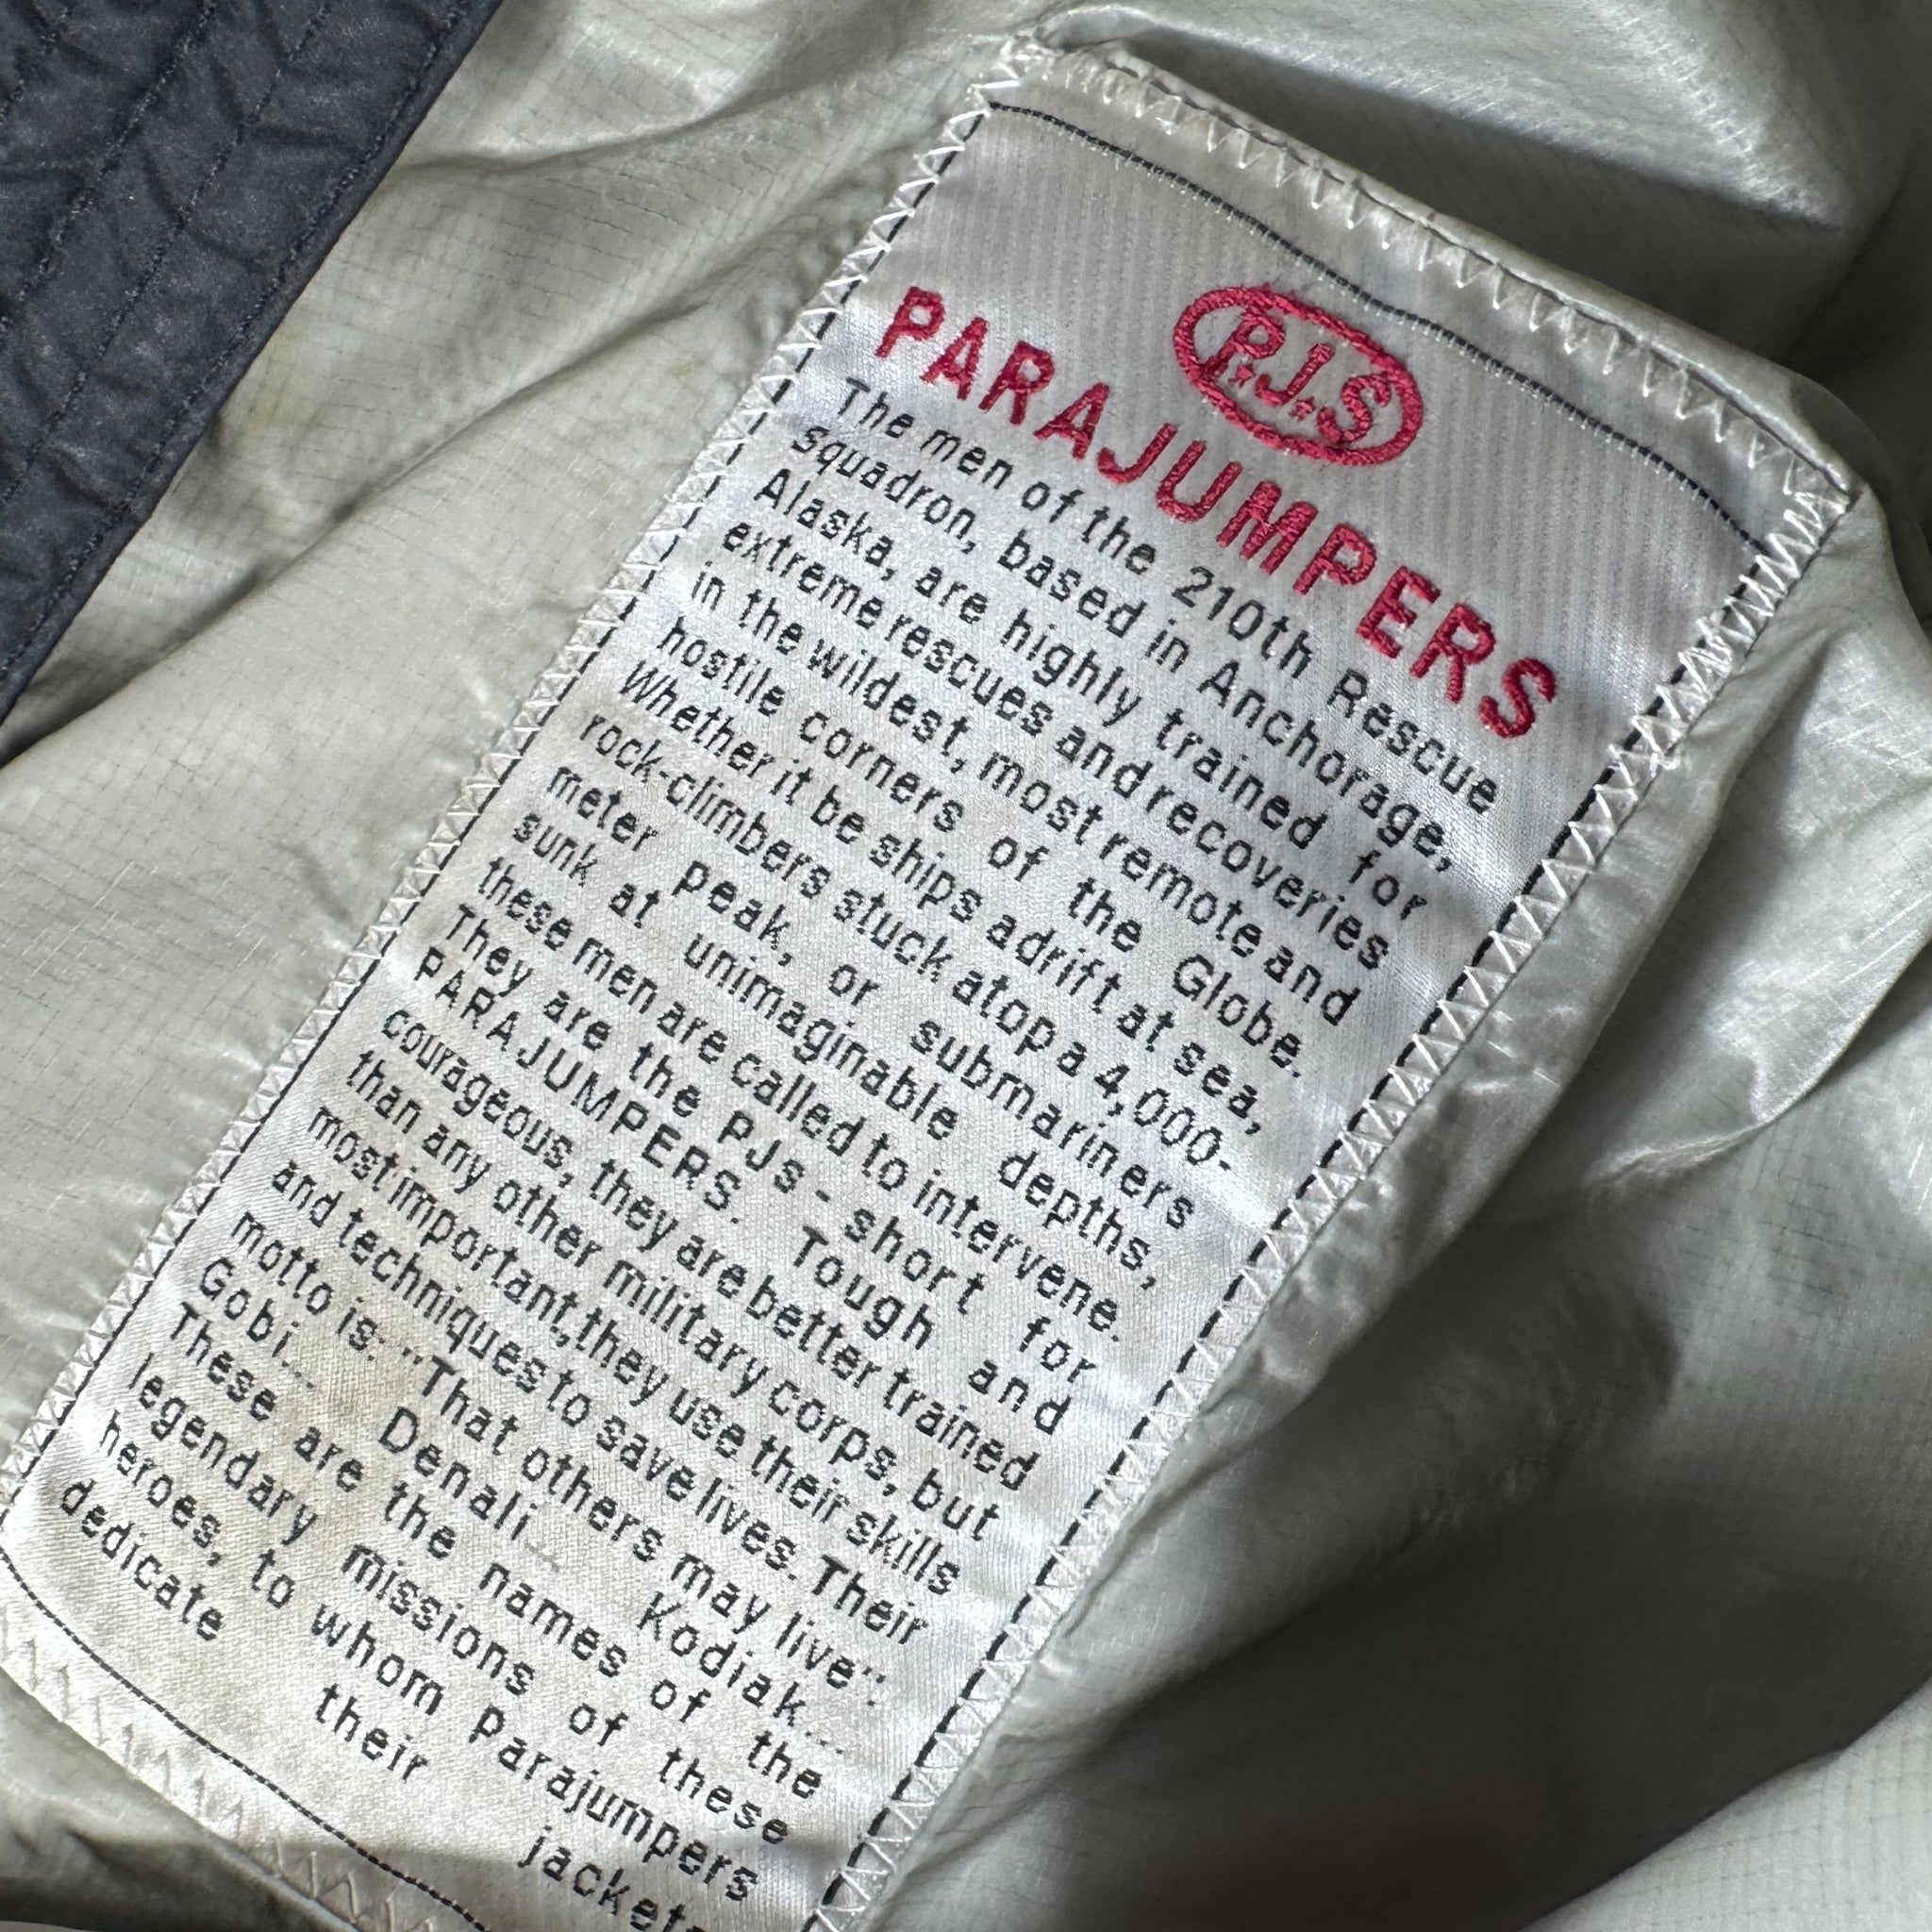 P.J.S
PARAJUMPERS
The men of the 210th Rescue
squadron, based in Anchorage,
Alaska, are highly trained for
extreme rescues and recoveries
in the wildest, most remote and
hostile corners of the Globe.
Whether it be ships adrift at sea,
rock-climbers stuck atop a 4,000-
meter peak, or submariners
sunk at unimaginable depths,
these men are called to intervene.
They are the PJs - short for
PARAJUMPERS. Tough and
courageous, they are better trained
than any other military corps, but
most important, they use their skills
and techniques to save lives. Their
motto is: "That others may live".
Gobi... Denali... Kodiak...
These are the names of the
legendary missions of these
heroes, to whom Parajumpers
dedicate their jackets